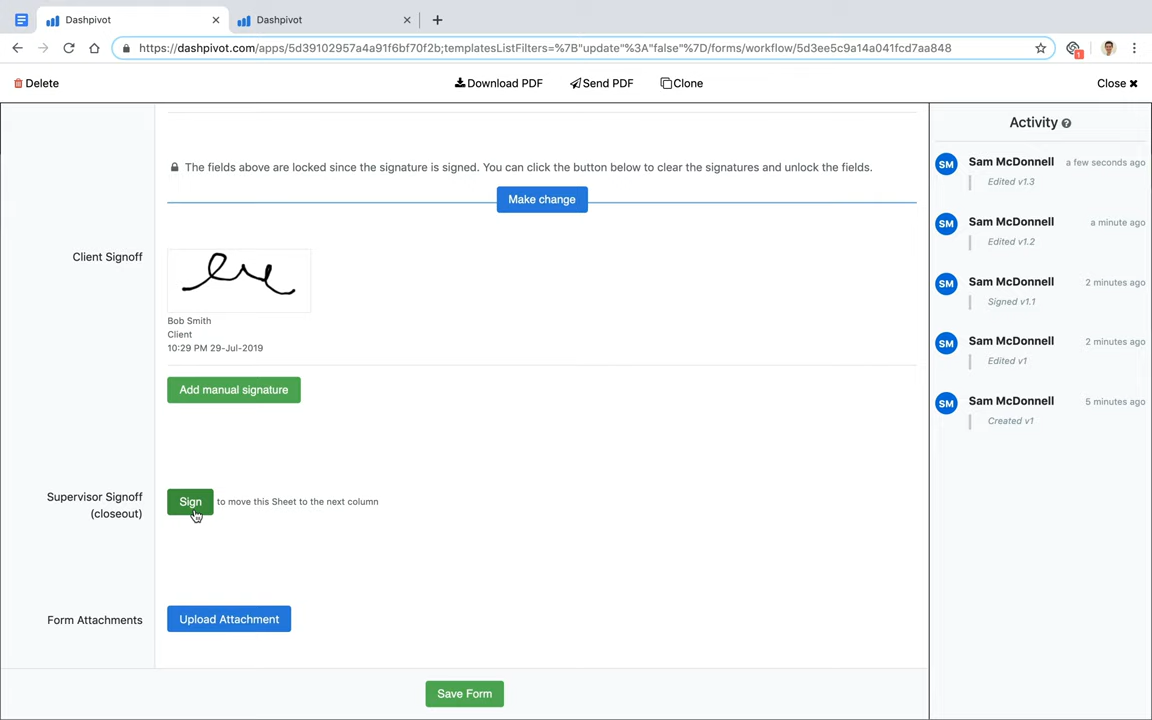 Dashpivot
Dashpivot
https://dashpivot.com/apps/5d39102957a4a91f6bf70f2b;templatesListFilters=%7B"update"%3A"false"%7D/forms/workflow/5d3ee5c9a14a041fcd7aa848
1
Delete
Download PDF
Send PDF
Clone
Close
The fields above are locked since the signature is signed. You can click the button below to clear the signatures and unlock the fields.
Make change
Client Signoff
Bob Smith
Client
10:29 PM 29-Jul-2019
Add manual signature
Supervisor Signoff
(closeout)
Sign to move this Sheet to the next column
Form Attachments
Upload Attachment
Save Form
Activity
SM Sam McDonnell a few seconds ago
Edited v1.3
SM Sam McDonnell a minute ago
Edited v1.2
SM Sam McDonnell 2 minutes ago
Signed v1.1
SM Sam McDonnell 2 minutes ago
Edited v1
SM Sam McDonnell 5 minutes ago
Created v1